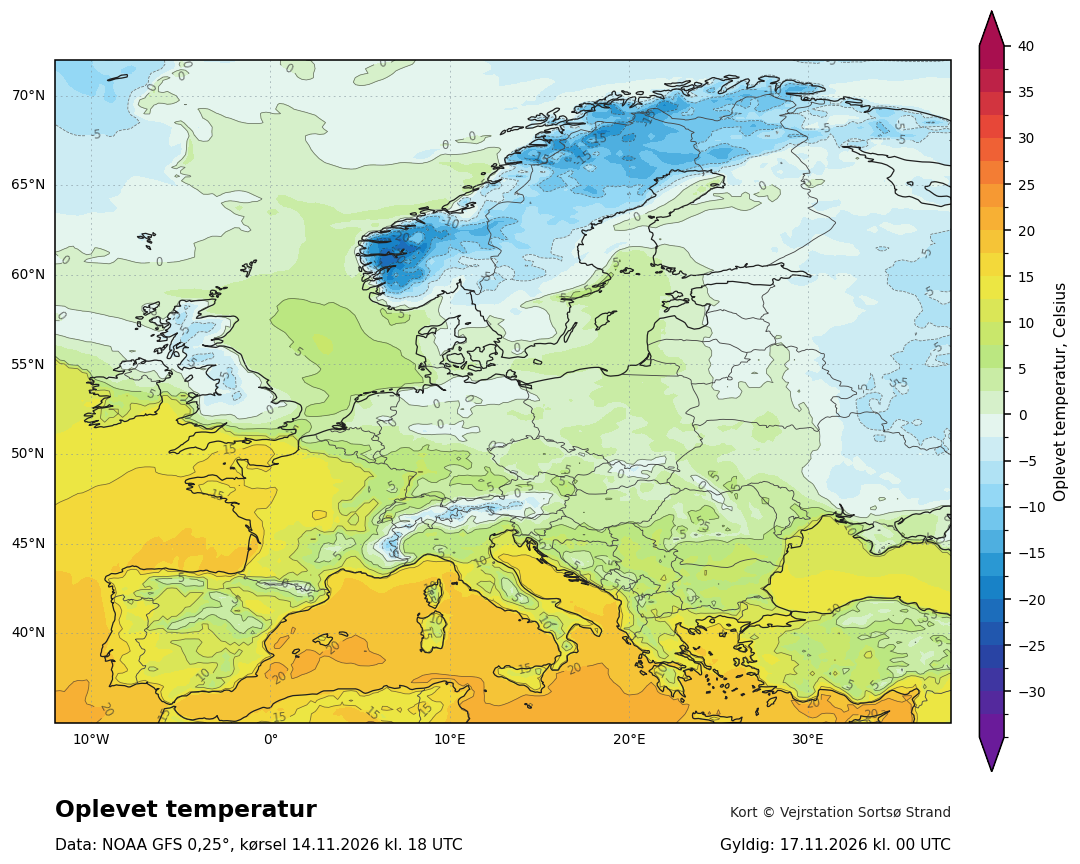 40
35
30
25
20
15
10
5
0
−5
−10
−15
−20
−25
−30
Oplevet temperatur, Celsius
70°N
65°N
60°N
55°N
50°N
45°N
40°N
10°W 0° 10°E 20°E 30°E
Oplevet temperatur
Kort © Vejrstation Sortsø Strand
Data: NOAA GFS 0,25°, kørsel 14.11.2026 kl. 18 UTC
Gyldig: 17.11.2026 kl. 00 UTC